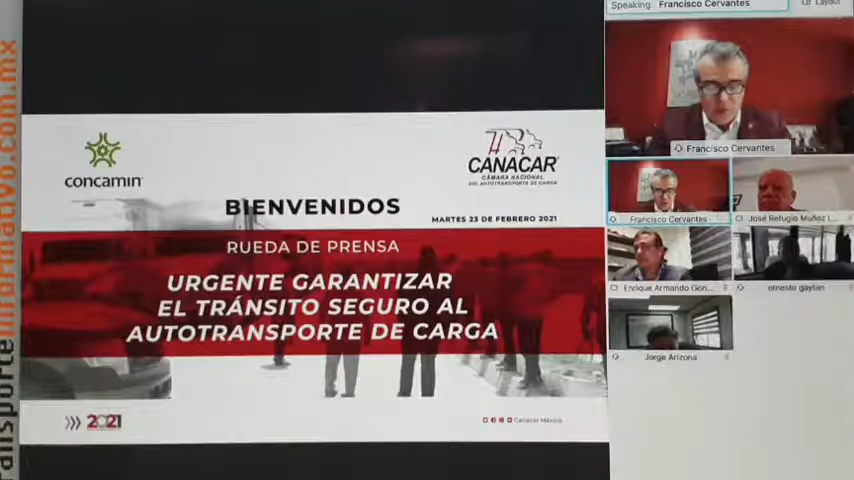 Transporte Informativo.com.mx
concamin
BIENVENIDOS
CANACAR
CÁMARA NACIONAL
DEL AUTOTRANSPORTE DE CARGA
MARTES 23 DE FEBRERO 2021
RUEDA DE PRENSA
URGENTE GARANTIZAR
EL TRÁNSITO SEGURO AL
AUTOTRANSPORTE DE CARGA
2021
Canacar México
Speaking: Francisco Cervantes
Layout
Francisco Cervantes
Francisco Cervantes
José Refugio Muñoz L...
Enrique Armando Gon...
ernesto gaytan
Jorge Arizona